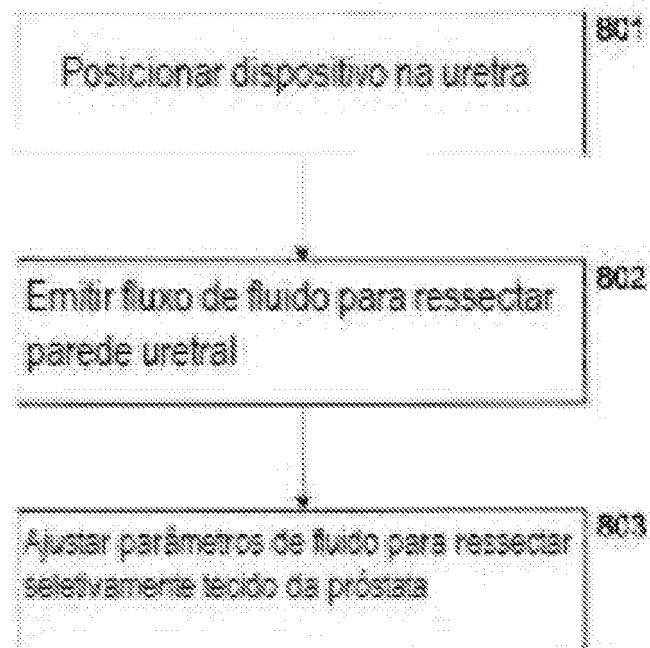 801
Posicionar dispositivo na uretra
802
Emitir fluxo de fluido para ressectar
parede uretral
803
Ajustar parâmetros de fluido para ressectar
seletivamente tecido da próstata